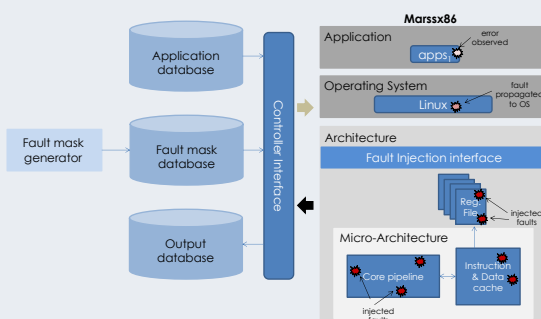 Marssx86
Application
database
Fault mask
generator
Fault mask
database
Output
database
Controller Interface
Application
error
observed
apps
Operating System
fault
propagated
to OS
Linux
Architecture
Fault Injection interface
Reg.
File
injected
faults
Micro-Architecture
Core pipeline
Instruction
& Data
cache
injected
faults